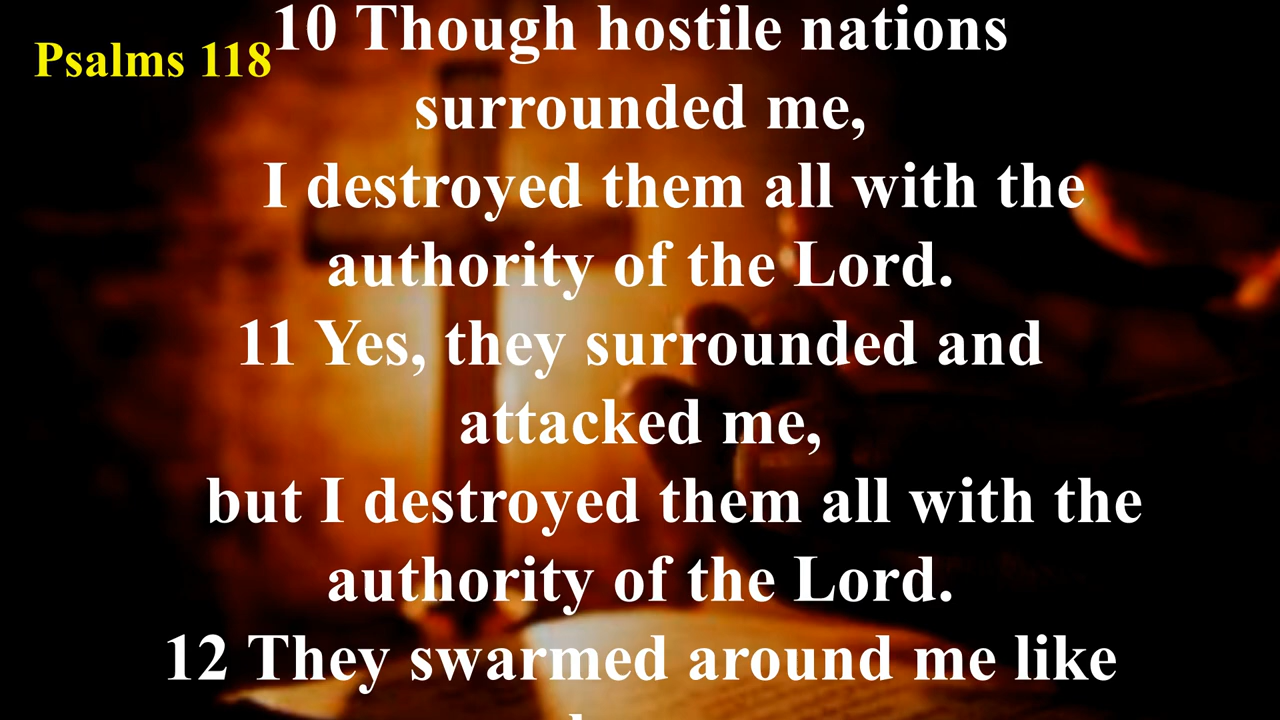 Psalms 118
10 Though hostile nations
surrounded me,
I destroyed them all with the
authority of the Lord.
11 Yes, they surrounded and
attacked me,
but I destroyed them all with the
authority of the Lord.
12 They swarmed around me like